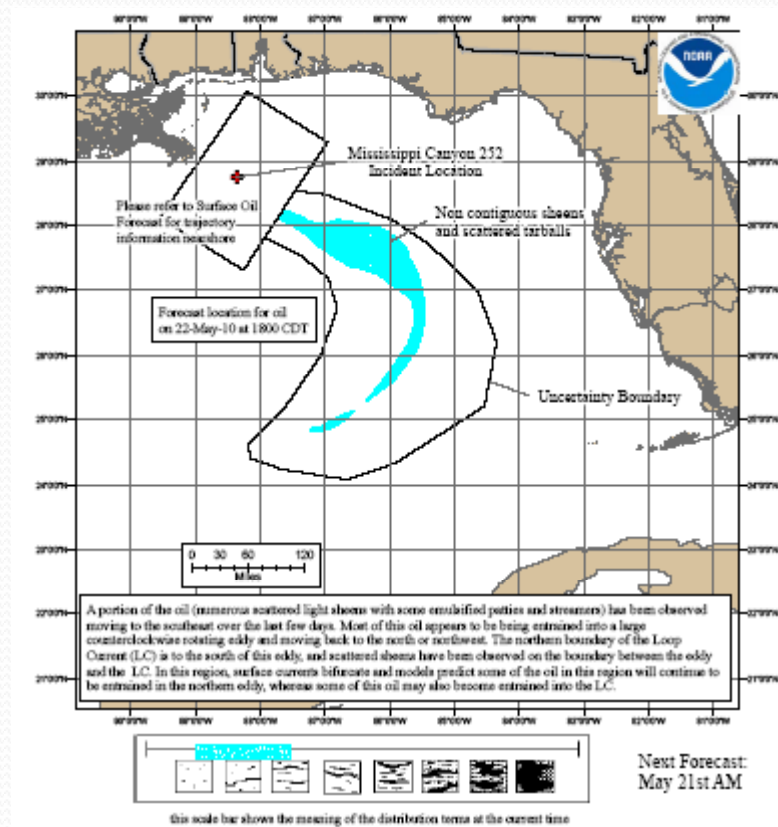 NOAA
Mississippi Canyon 252
Incident Location
Please refer to Surface Oil
Forecast for trajectory
information nearshore
Non contiguous sheens
and scattered tarballs
Forecast location for oil
on 22-May-10 at 1800 CDT
Uncertainty Boundary
0 30 60 120
Miles
A portion of the oil (numerous scattered light sheens with some emulsified patties and streamers) has been observed
moving to the southeast over the last few days. Most of this oil appears to be being entrained into a large
counterclockwise rotating eddy and moving back to the north or northwest. The northern boundary of the Loop
Current (LC) is to the south of this eddy, and scattered sheens have been observed on the boundary between the eddy
and the LC. In this region, surface currents bifurcate and models predict some of the oil in this region will continue to
be entrained in the northern eddy, whereas some of this oil may also become entrained into the LC.
Next Forecast:
May 21st AM
this scale bar shows the meaning of the distribution terms at the current time